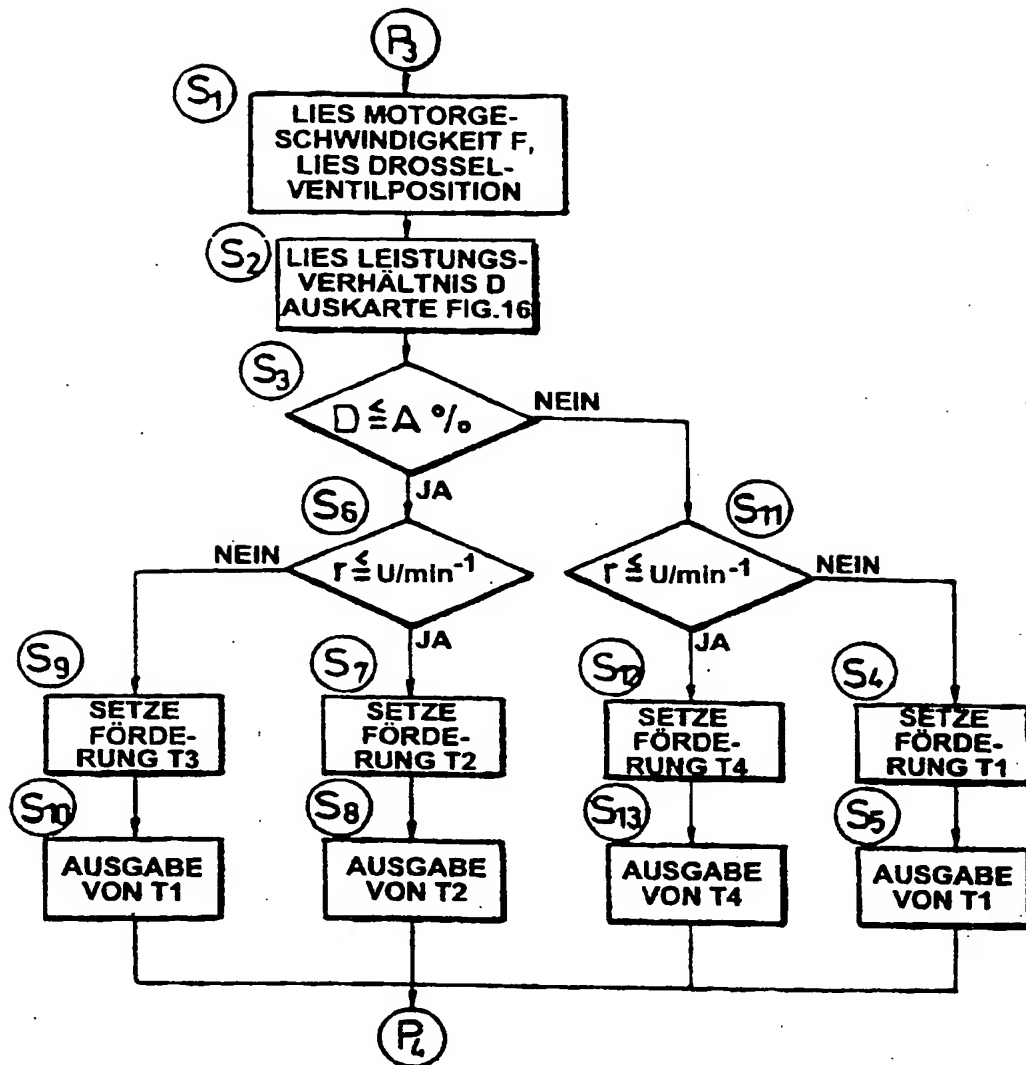 P3
S1
LIES MOTORGE-
SCHWINDIGKEIT F,
LIES DROSSEL-
VENTILPOSITION
S2
LIES LEISTUNGS-
VERHÄLTNIS D
AUSKARTE FIG.16
S3
D ≦ A %
NEIN
JA
S6
NEIN
r ≦ U/min⁻¹
JA
S11
r ≦ U/min⁻¹
NEIN
JA
S9
SETZE
FÖRDE-
RUNG T3
S7
SETZE
FÖRDE-
RUNG T2
S12
SETZE
FÖRDE-
RUNG T4
S4
SETZE
FÖRDE-
RUNG T1
S10
AUSGABE
VON T1
S8
AUSGABE
VON T2
S13
AUSGABE
VON T4
S5
AUSGABE
VON T1
P4